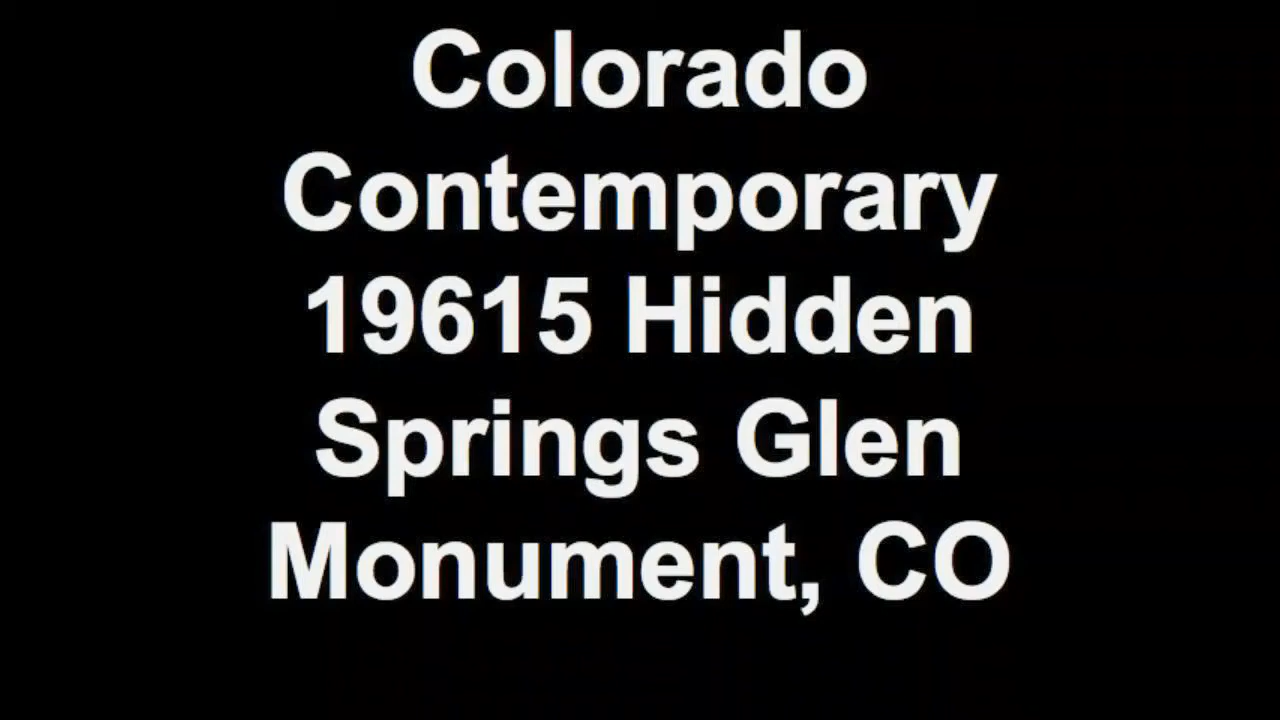 Colorado
Contemporary
19615 Hidden
Springs Glen
Monument, CO